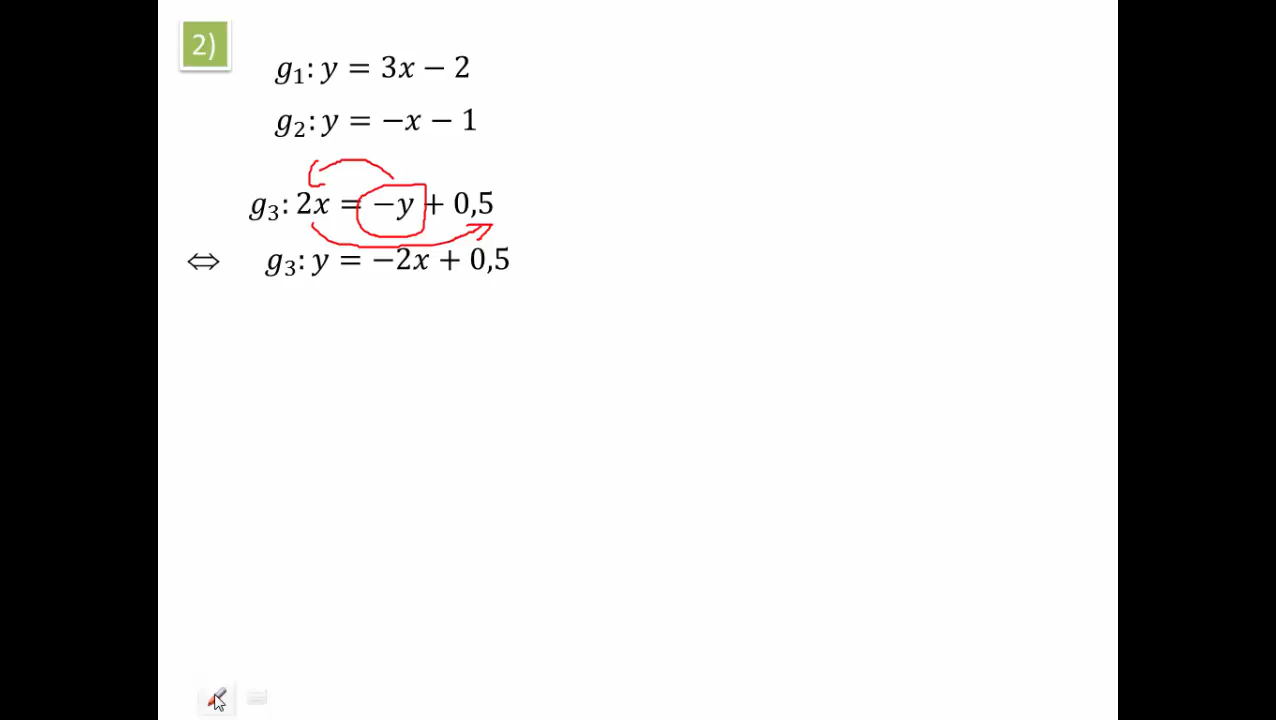 2)
g₁: y = 3x − 2
g₂: y = −x − 1
g₃: 2x = −y + 0,5
⇔ g₃: y = −2x + 0,5